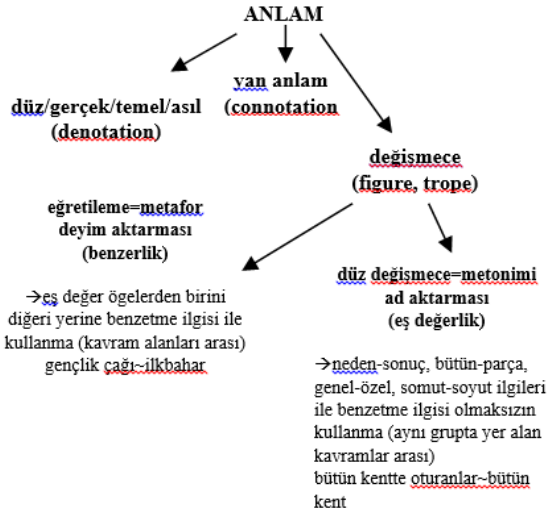 ANLAM
düz/gerçek/temel/asıl
(denotation)
yan anlam
(connotation
değişmece
(figure, trope)
eğretileme=metafor
deyim aktarması
(benzerlik)
→eş değer ögelerden birini
diğeri yerine benzetme ilgisi ile
kullanma (kavram alanları arası)
gençlik çağı~ilkbahar
düz değişmece=metonimi
ad aktarması
(eş değerlik)
→neden-sonuç, bütün-parça,
genel-özel, somut-soyut ilgileri
ile benzetme ilgisi olmaksızın
kullanma (aynı grupta yer alan
kavramlar arası)
bütün kentte oturanlar~bütün
kent